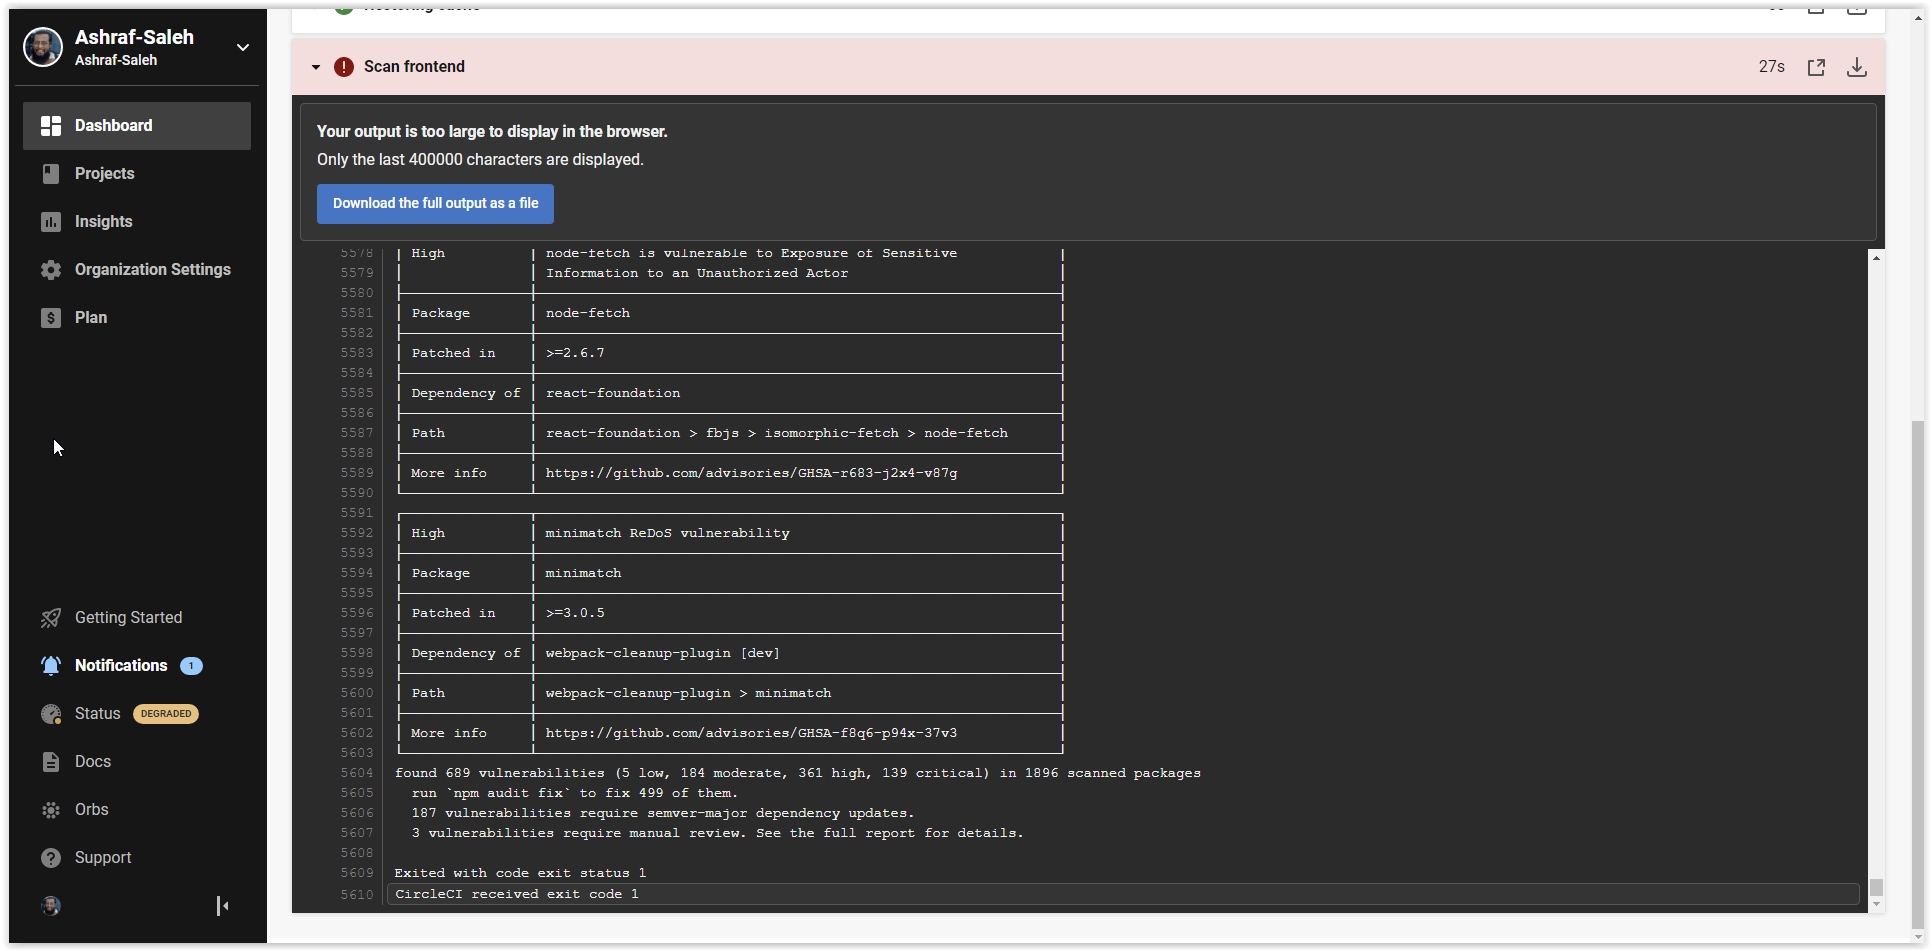 Ashraf-Saleh
Ashraf-Saleh
Dashboard
Projects
Insights
Organization Settings
Plan
Getting Started
Notifications 1
Status DEGRADED
Docs
Orbs
Support
Scan frontend 27s
Your output is too large to display in the browser.
Only the last 400000 characters are displayed.
Download the full output as a file
5578 High node-fetch is vulnerable to Exposure of Sensitive
5579 Information to an Unauthorized Actor
5580
5581 Package node-fetch
5582
5583 Patched in >=2.6.7
5584
5585 Dependency of react-foundation
5586
5587 Path react-foundation > fbjs > isomorphic-fetch > node-fetch
5588
5589 More info https://github.com/advisories/GHSA-r683-j2x4-v87g
5590
5591
5592 High minimatch ReDoS vulnerability
5593
5594 Package minimatch
5595
5596 Patched in >=3.0.5
5597
5598 Dependency of webpack-cleanup-plugin [dev]
5599
5600 Path webpack-cleanup-plugin > minimatch
5601
5602 More info https://github.com/advisories/GHSA-f8q6-p94x-37v3
5603
5604 found 689 vulnerabilities (5 low, 184 moderate, 361 high, 139 critical) in 1896 scanned packages
5605 run `npm audit fix` to fix 499 of them.
5606 187 vulnerabilities require semver-major dependency updates.
5607 3 vulnerabilities require manual review. See the full report for details.
5608
5609 Exited with code exit status 1
5610 CircleCI received exit code 1